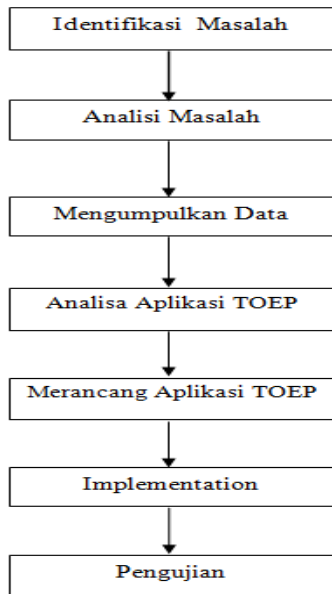 Identifikasi Masalah
Analisi Masalah
Mengumpulkan Data
Analisa Aplikasi TOEP
Merancang Aplikasi TOEP
Implementation
Pengujian